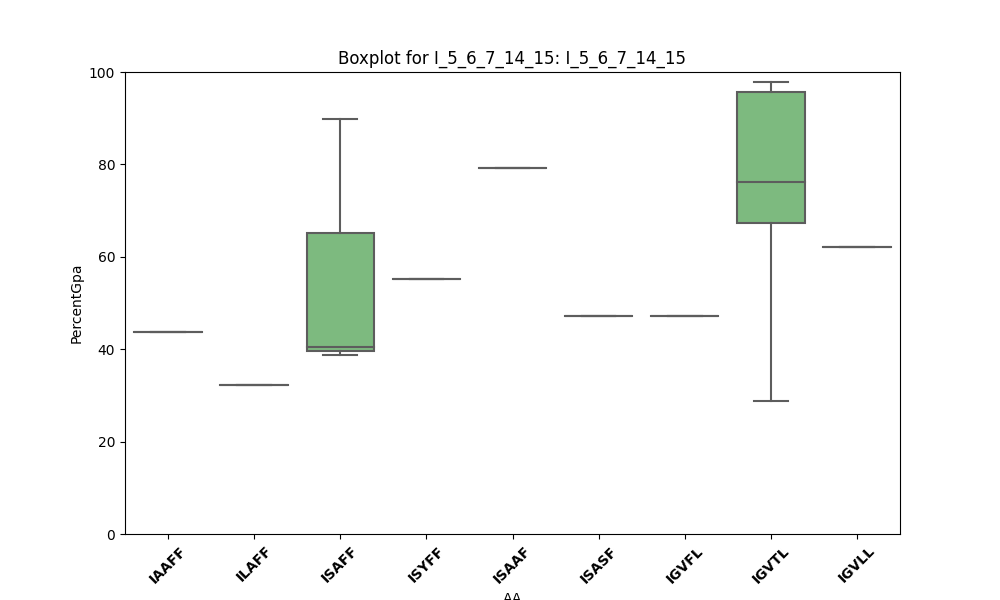 Boxplot for I_5_6_7_14_15: I_5_6_7_14_15
100
80
60
40
20
0
PercentGpa
IAAFF
ILAFF
ISAFF
ISYFF
ISAAF
ISASF
IGVFL
IGVTL
IGVLL
AA